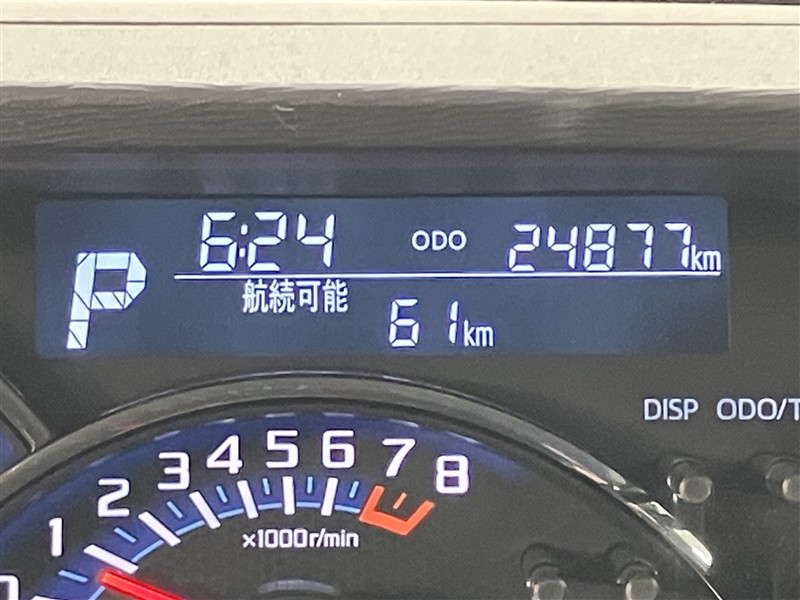 6:24 ODO 24877km
P
航続可能
61km
DISP ODO/T
0 1 2 3 4 5 6 7 8
×1000r/min